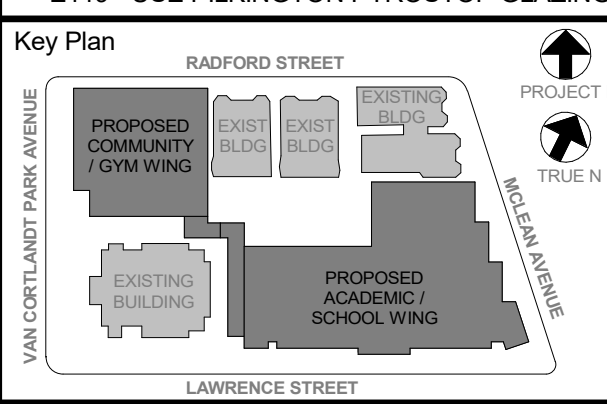 Key Plan
RADFORD STREET
PROJECT
TRUE N
VAN CORTLANDT PARK AVENUE
PROPOSED
COMMUNITY
/ GYM WING
EXIST
BLDG
EXIST
BLDG
EXISTING
BLDG
MCLEAN AVENUE
EXISTING
BUILDING
PROPOSED
ACADEMIC /
SCHOOL WING
LAWRENCE STREET